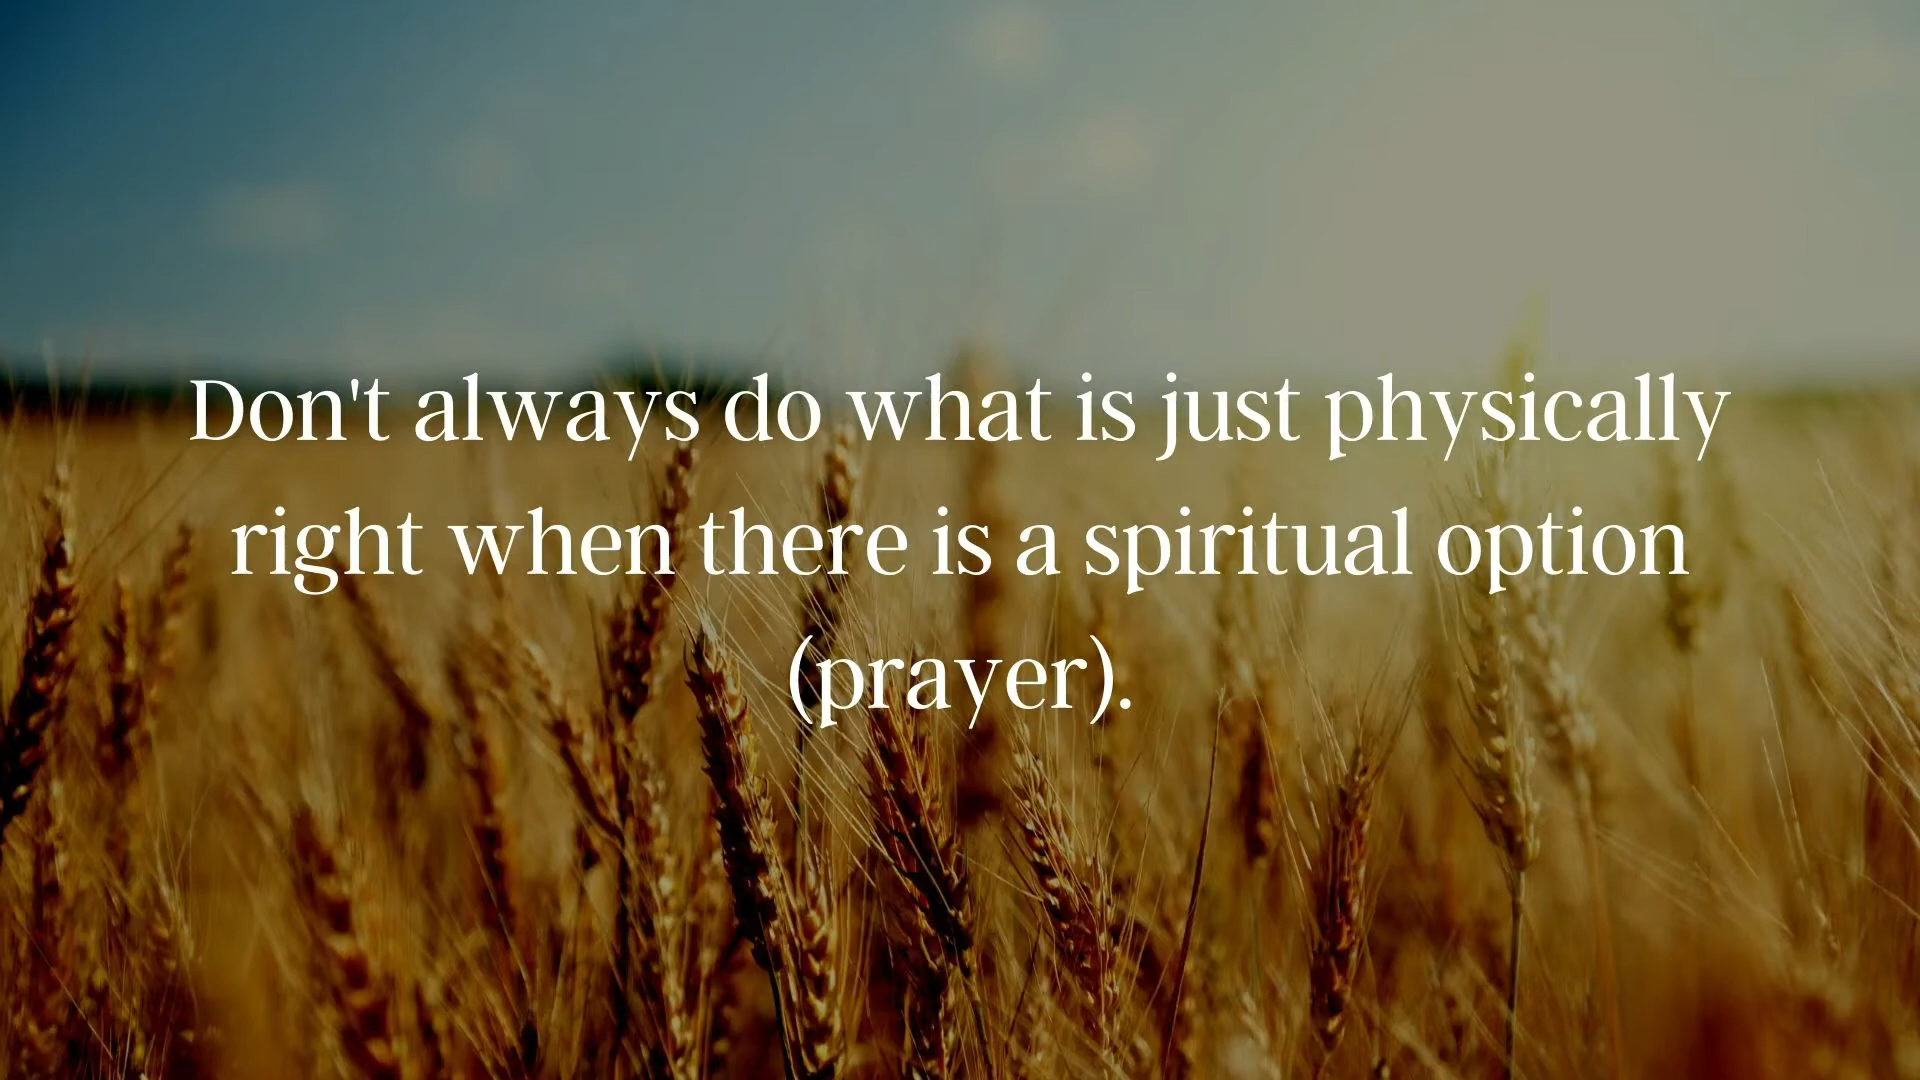 Don't always do what is just physically
right when there is a spiritual option
(prayer).